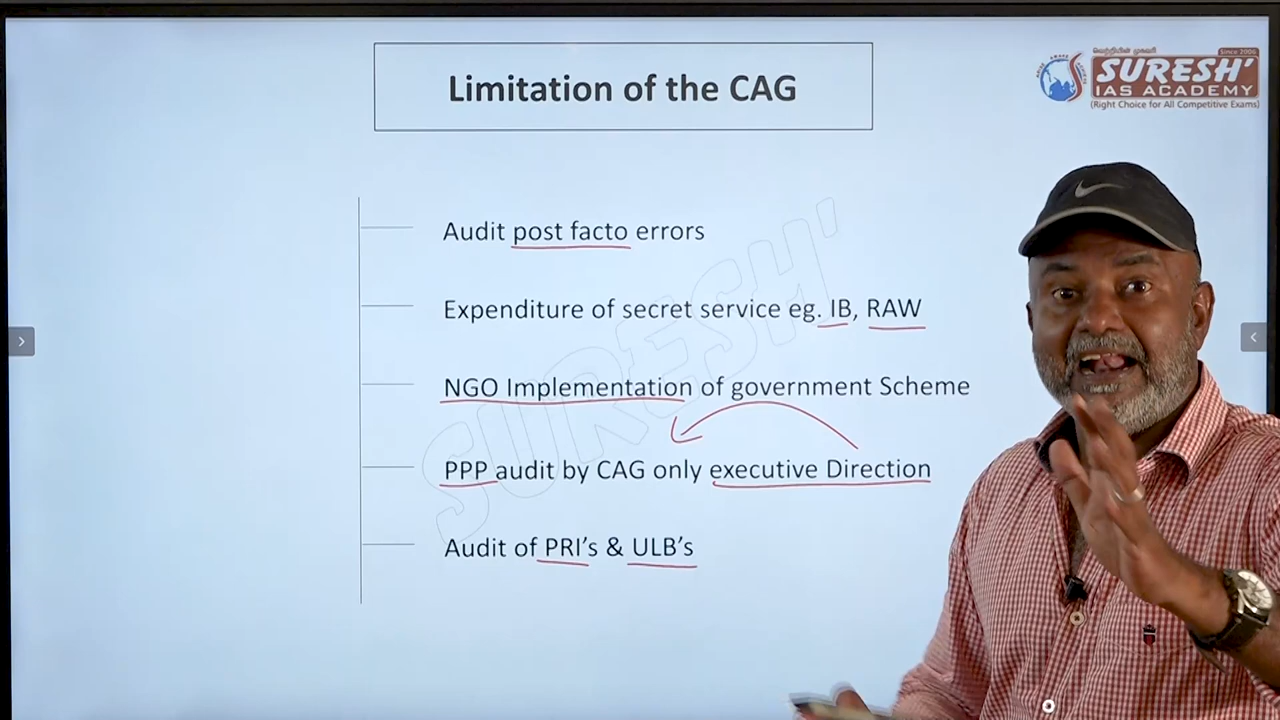 Limitation of the CAG
வெற்றியின் முகவரி
Since 2006
SURESH'
IAS ACADEMY
(Right Choice for All Competitive Exams)
Audit post facto errors
Expenditure of secret service eg. IB, RAW
NGO Implementation of government Scheme
PPP audit by CAG only executive Direction
Audit of PRI's & ULB's
SURESH'